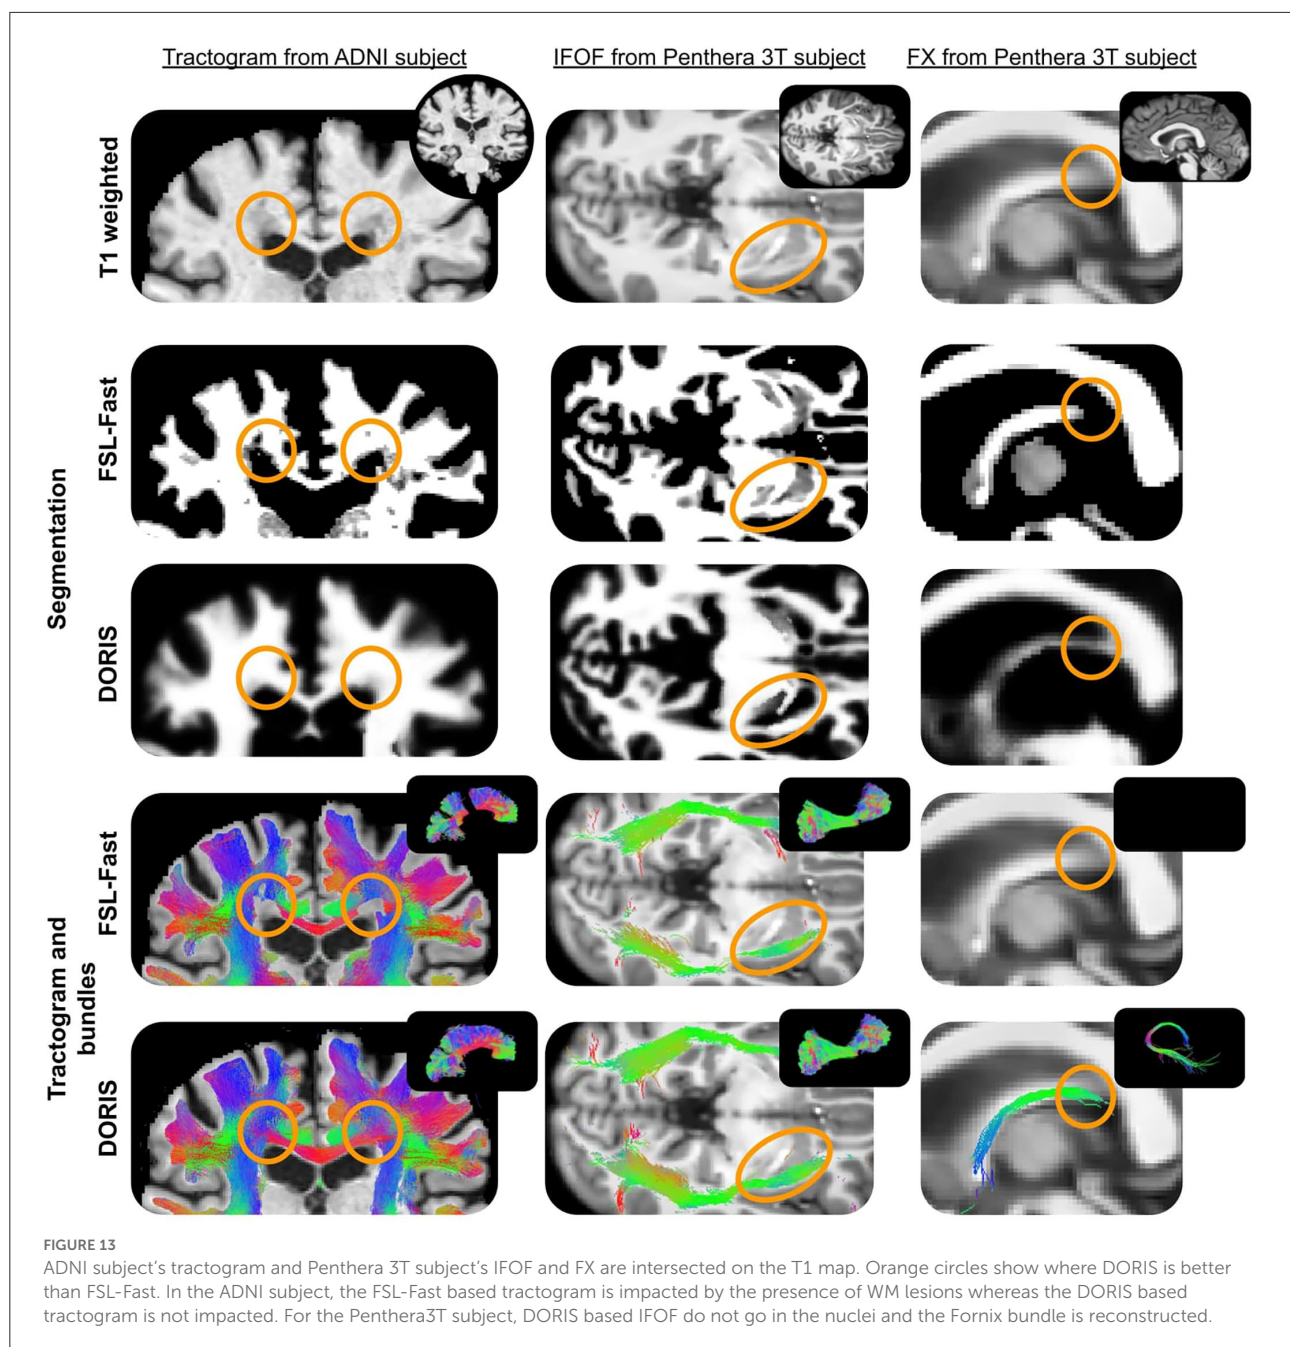 Tractogram from ADNI subject
IFOF from Penthera 3T subject
FX from Penthera 3T subject
T1 weighted
Segmentation
FSL-Fast
DORIS
Tractogram and
bundles
FSL-Fast
DORIS
FIGURE 13
ADNI subject's tractogram and Penthera 3T subject's IFOF and FX are intersected on the T1 map. Orange circles show where DORIS is better
than FSL-Fast. In the ADNI subject, the FSL-Fast based tractogram is impacted by the presence of WM lesions whereas the DORIS based
tractogram is not impacted. For the Penthera3T subject, DORIS based IFOF do not go in the nuclei and the Fornix bundle is reconstructed.